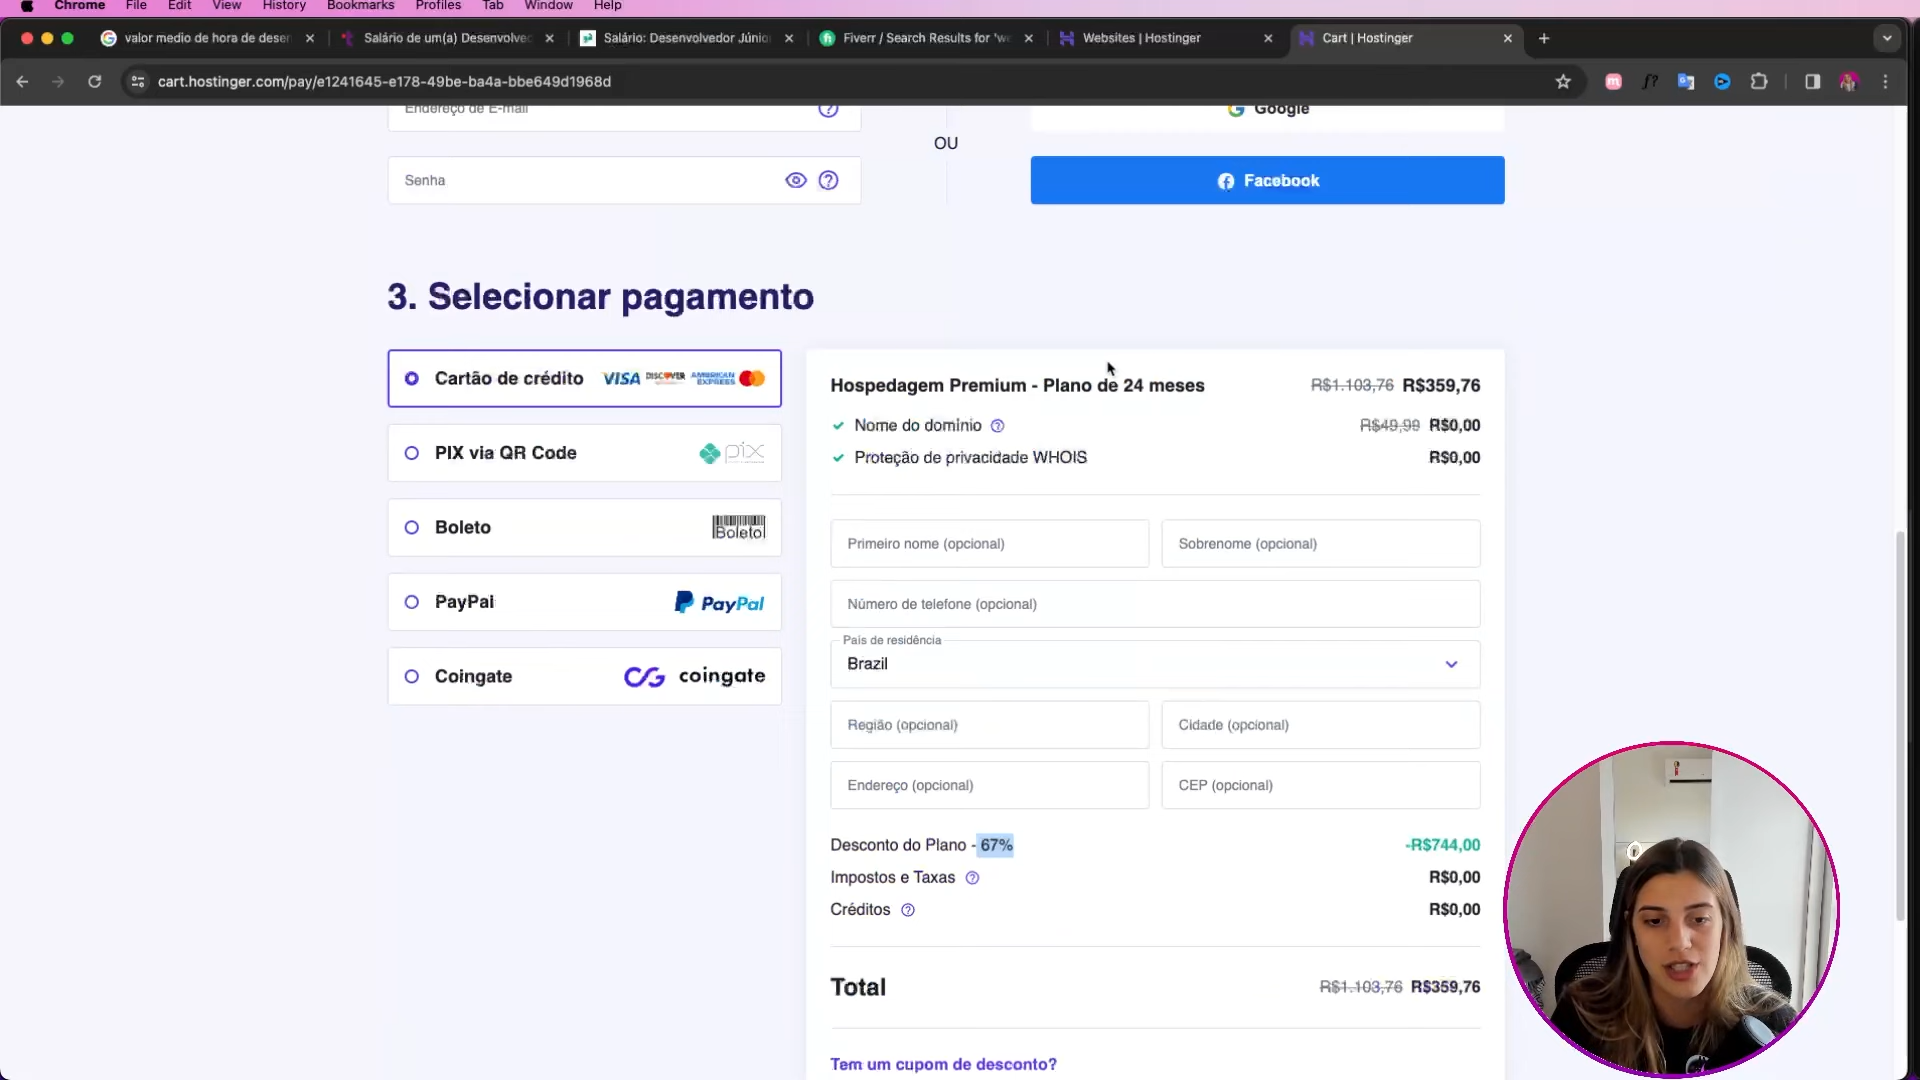 Chrome File Edit View History Bookmarks Profiles Tab Window Help
valor medio de hora de desen
Salário de um(a) Desenvolved
Salário: Desenvolvedor Júnio
Fiverr / Search Results for 'we
Websites | Hostinger
Cart | Hostinger
cart.hostinger.com/pay/e1241645-e178-49be-ba4a-bbe649d1968d
Endereço de E-mail
Google
OU
Senha
Facebook
3. Selecionar pagamento
Cartão de crédito VISA DISCOVER AMERICAN EXPRESS
PIX via QR Code pix
Boleto Boleto
PayPal PayPal
Coingate coingate
Hospedagem Premium - Plano de 24 meses R$1.103,76 R$359,76
Nome do domínio R$49,99 R$0,00
Proteção de privacidade WHOIS R$0,00
Primeiro nome (opcional) Sobrenome (opcional)
Número de telefone (opcional)
País de residência
Brazil
Região (opcional) Cidade (opcional)
Endereço (opcional) CEP (opcional)
Desconto do Plano - 67% -R$744,00
Impostos e Taxas R$0,00
Créditos R$0,00
Total R$1.103,76 R$359,76
Tem um cupom de desconto?